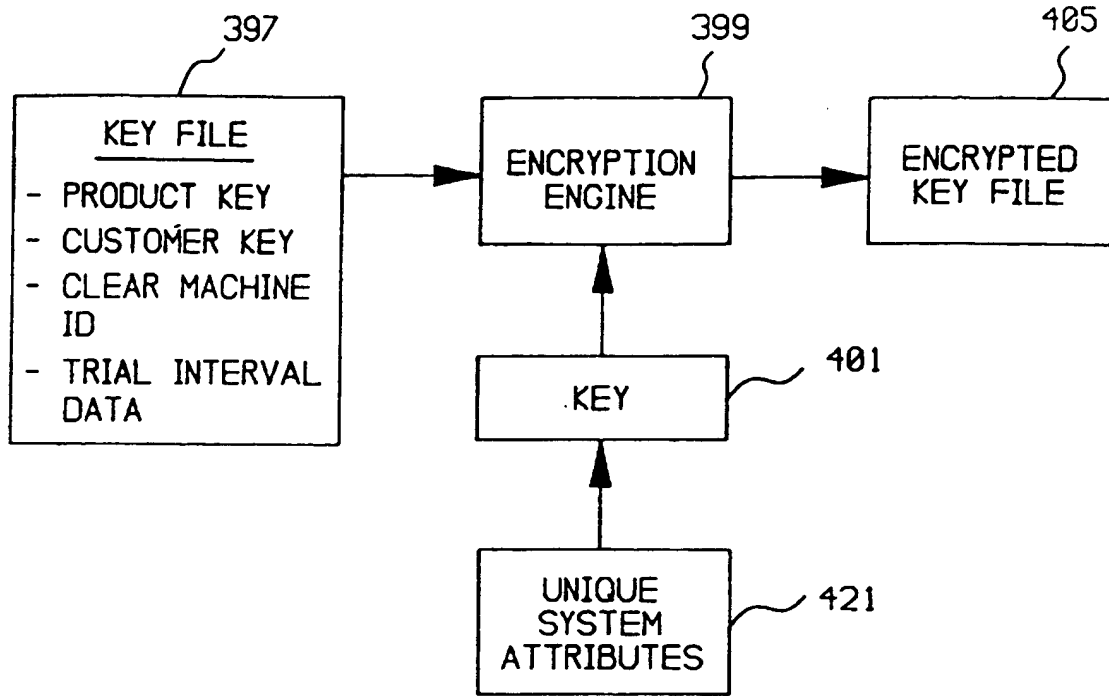 397
399
405
KEY FILE
- PRODUCT KEY
- CUSTOMER KEY
- CLEAR MACHINE
ID
- TRIAL INTERVAL
DATA
ENCRYPTION
ENGINE
ENCRYPTED
KEY FILE
KEY
401
UNIQUE
SYSTEM
ATTRIBUTES
421